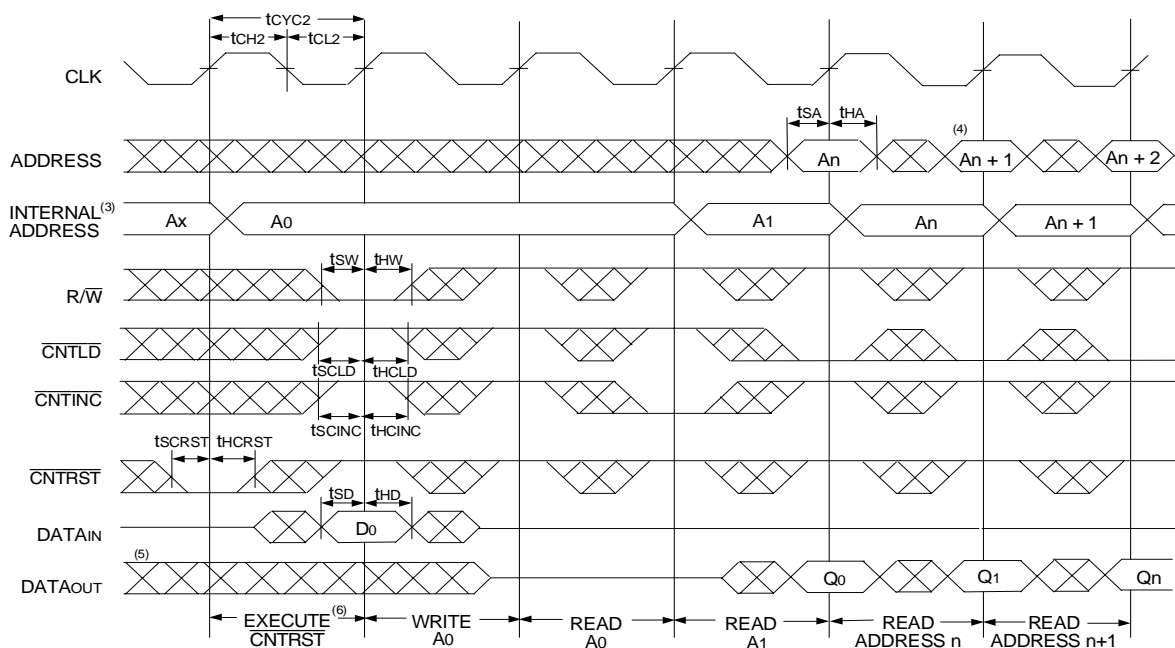 tCYC2
tCH2 tCL2
CLK
tSA tHA
ADDRESS An (4) An + 1 An + 2
INTERNAL(3) ADDRESS Ax A0 A1 An An + 1
tSW tHW
R/W
CNTLD
tSCLD tHCLD
CNTINC
tSCINC tHCINC
tSCRST tHCRST
CNTRST
tSD tHD
DATAIN D0
(5)
DATAOUT Q0 Q1 Qn
EXECUTE(6) WRITE READ READ READ READ
CNTRST A0 A0 A1 ADDRESS n ADDRESS n+1